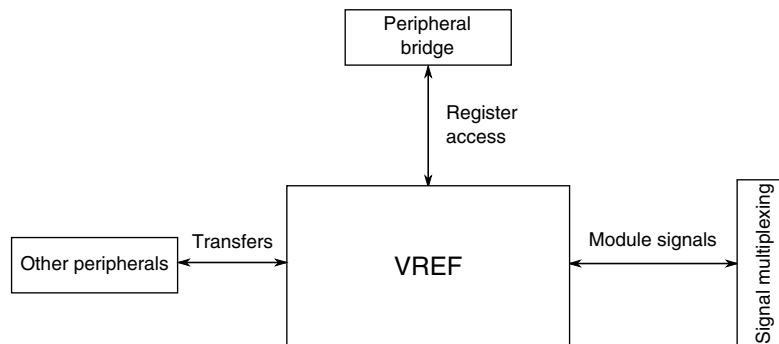 Peripheral
bridge
Register
access
Other peripherals
Transfers
VREF
Module signals
Signal multiplexing